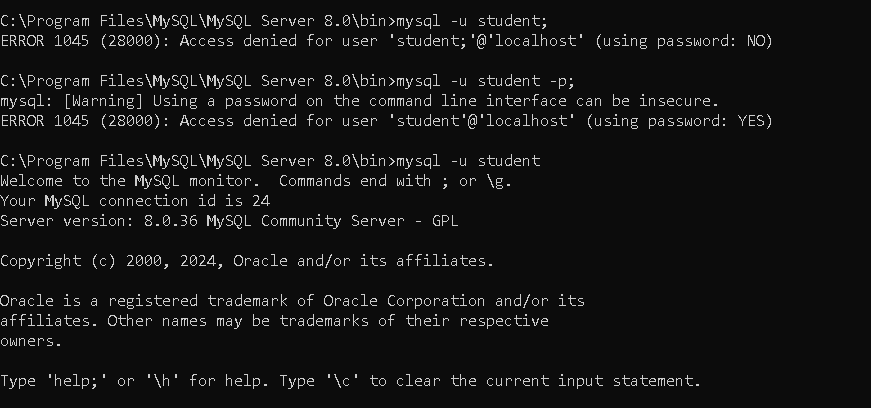 C:\Program Files\MySQL\MySQL Server 8.0\bin>mysql -u student;
ERROR 1045 (28000): Access denied for user 'student;'@'localhost' (using password: NO)
C:\Program Files\MySQL\MySQL Server 8.0\bin>mysql -u student -p;
mysql: [Warning] Using a password on the command line interface can be insecure.
ERROR 1045 (28000): Access denied for user 'student'@'localhost' (using password: YES)
C:\Program Files\MySQL\MySQL Server 8.0\bin>mysql -u student
Welcome to the MySQL monitor.  Commands end with ; or \g.
Your MySQL connection id is 24
Server version: 8.0.36 MySQL Community Server - GPL
Copyright (c) 2000, 2024, Oracle and/or its affiliates.
Oracle is a registered trademark of Oracle Corporation and/or its
affiliates. Other names may be trademarks of their respective
owners.
Type 'help;' or '\h' for help. Type '\c' to clear the current input statement.